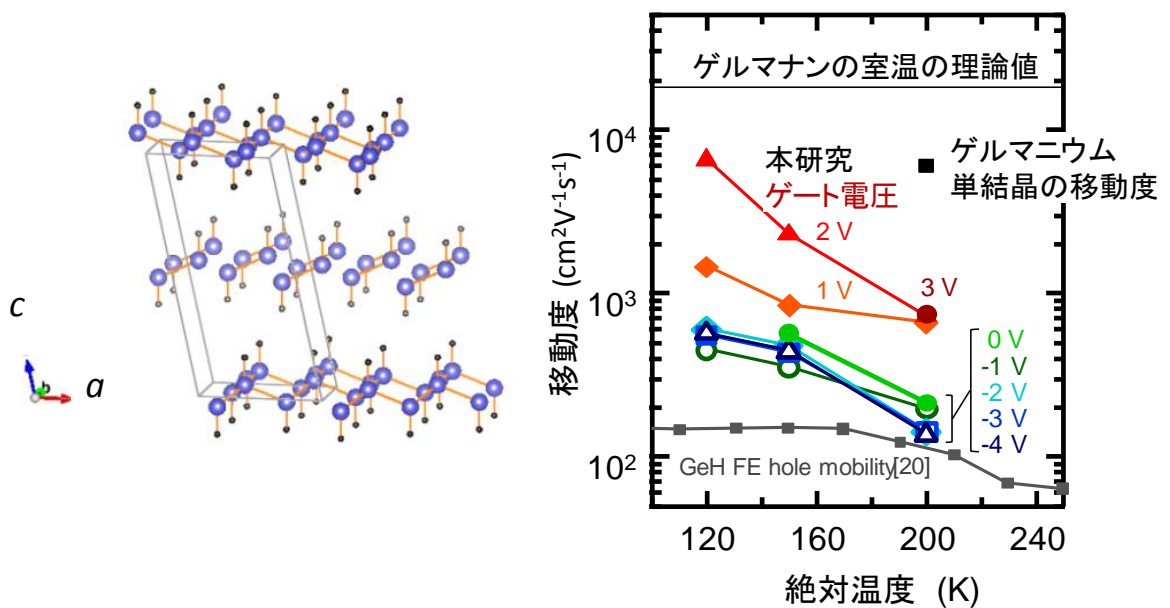 c
b
a
ゲルマナンの室温の理論値
10⁴
10³
10²
移動度 (cm²V⁻¹s⁻¹)
本研究
ゲート電圧
ゲルマニウム
単結晶の移動度
2 V
1 V
3 V
0 V
-1 V
-2 V
-3 V
-4 V
GeH FE hole mobility[20]
120 160 200 240
絶対温度 (K)